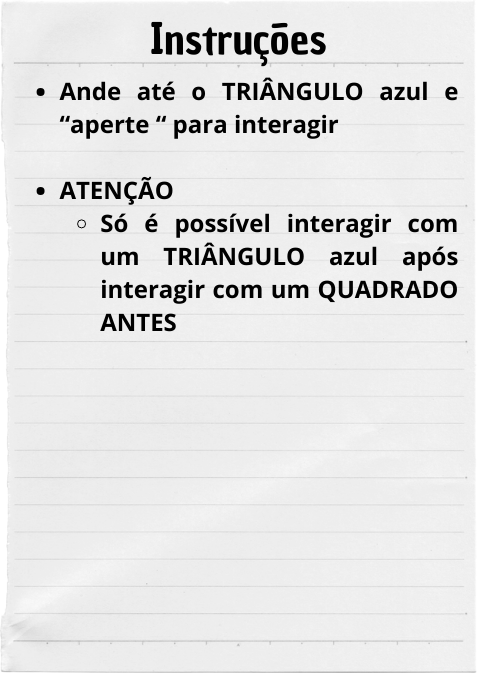 Instruções
• Ande até o TRIÂNGULO azul e
“aperte “ para interagir
• ATENÇÃO
○ Só é possível interagir com
um TRIÂNGULO azul após
interagir com um QUADRADO
ANTES